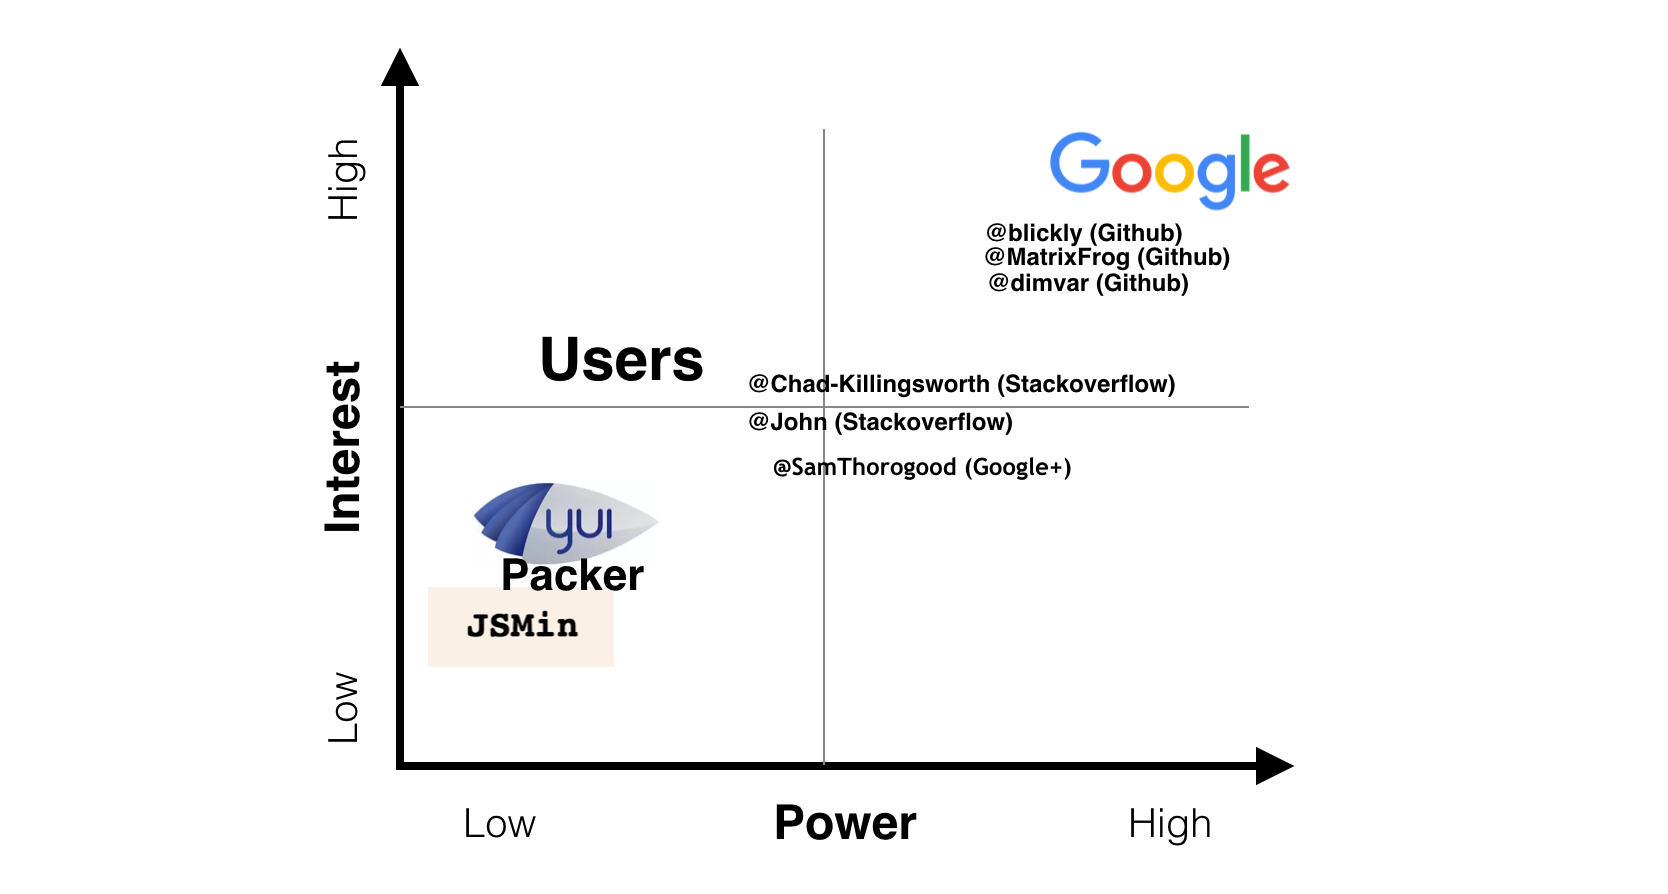 High
Google
@blickly (Github)
@MatrixFrog (Github)
@dimvar (Github)
Users
@Chad-Killingsworth (Stackoverflow)
Interest
@John (Stackoverflow)
@SamThorogood (Google+)
yui
Packer
JSMin
Low
Low
Power
High